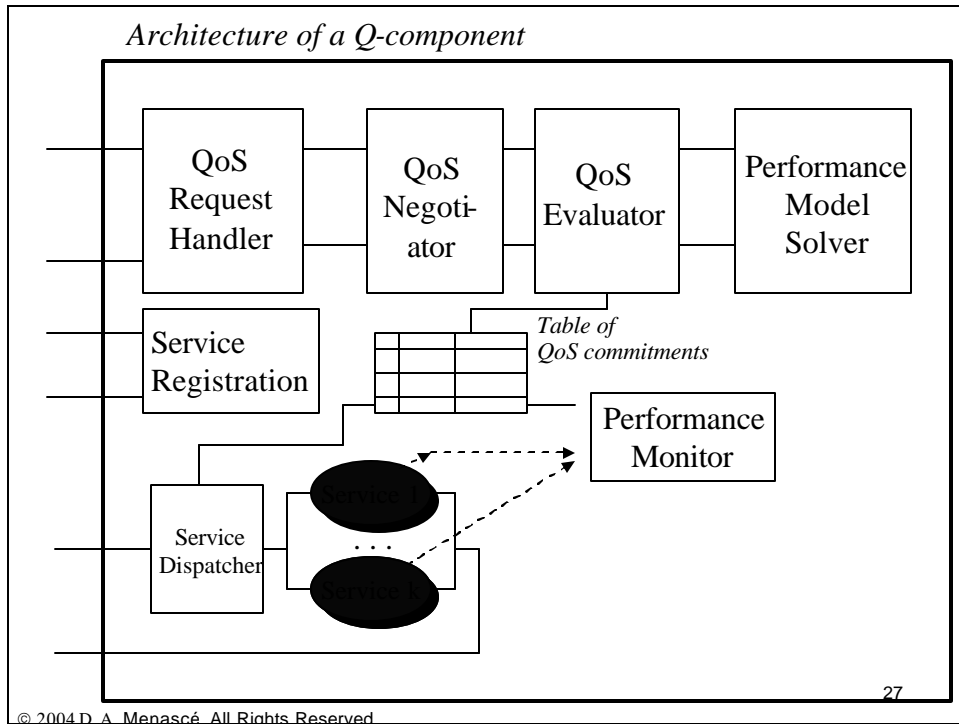 Architecture of a Q-component
QoS
Request
Handler
QoS
Negoti-
ator
QoS
Evaluator
Performance
Model
Solver
Service
Registration
Table of
QoS commitments
Performance
Monitor
Service 1
Service
Dispatcher
. . .
Service k
27
© 2004 D. A. Menascé. All Rights Reserved